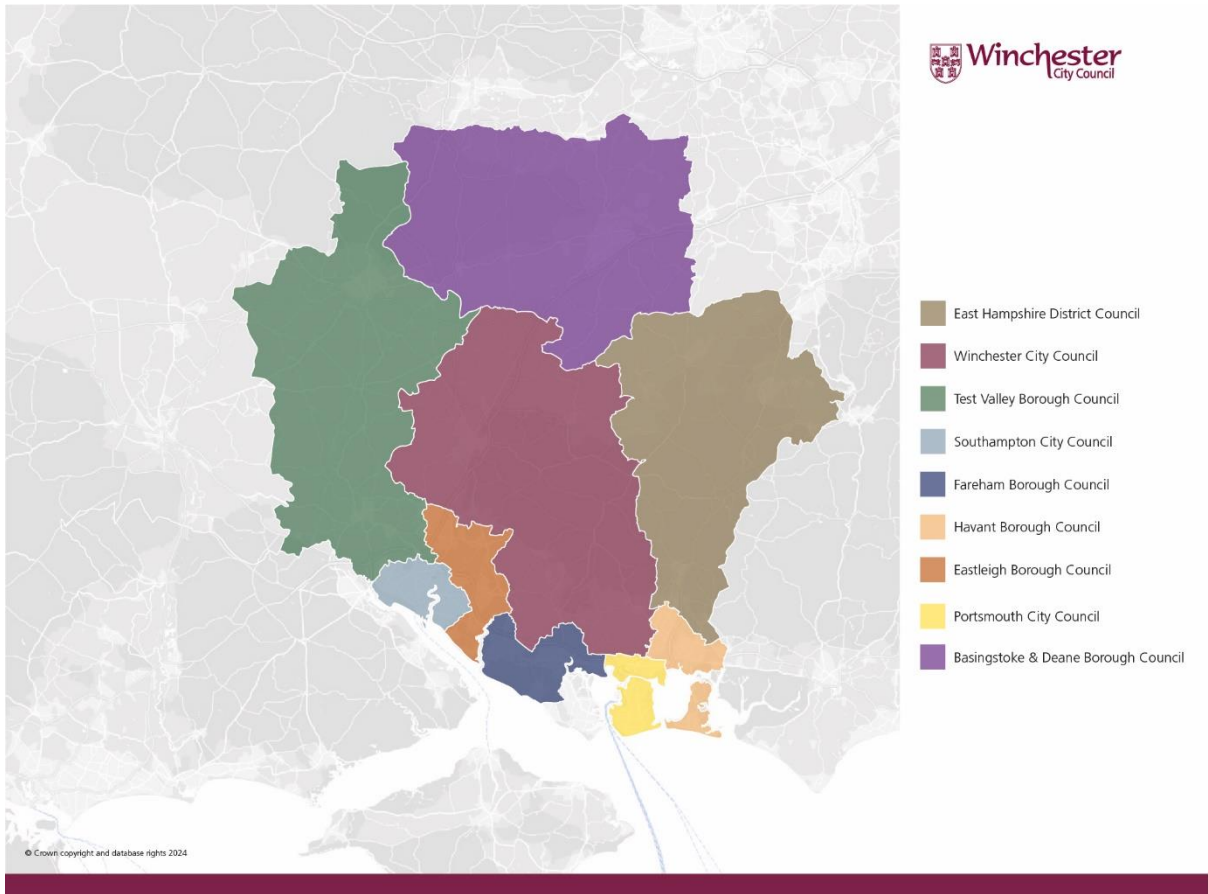 Winchester
City Council
East Hampshire District Council
Winchester City Council
Test Valley Borough Council
Southampton City Council
Fareham Borough Council
Havant Borough Council
Eastleigh Borough Council
Portsmouth City Council
Basingstoke & Deane Borough Council
© Crown copyright and database rights 2024